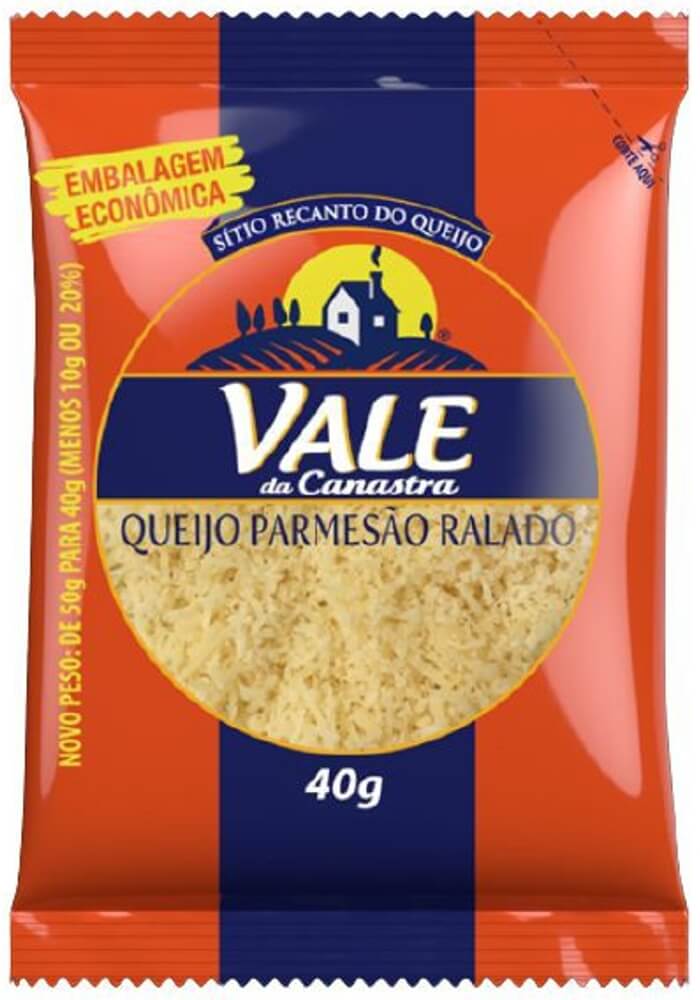 EMBALAGEM
ECONÔMICA
CORTE AQUI
SÍTIO RECANTO DO QUEIJO
®
VALE
da Canastra
QUEIJO PARMESÃO RALADO
40g
NOVO PESO: DE 50g PARA 40g (MENOS 10g OU 20%)